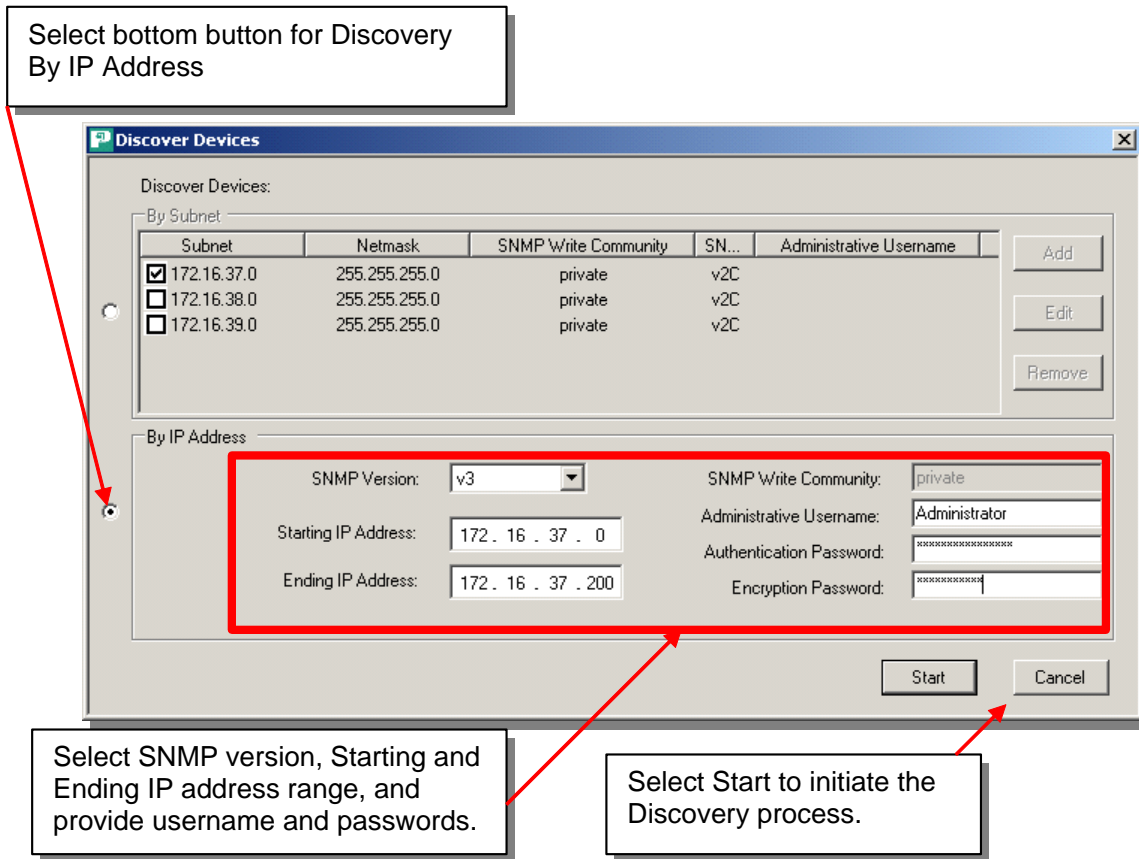 Select bottom button for Discovery
By IP Address
Discover Devices
Discover Devices:
By Subnet
Subnet Netmask SNMP Write Community SN... Administrative Username
172.16.37.0 255.255.255.0 private v2C
172.16.38.0 255.255.255.0 private v2C
172.16.39.0 255.255.255.0 private v2C
Add
Edit
Remove
By IP Address
SNMP Version: v3
Starting IP Address: 172 . 16 . 37 . 0
Ending IP Address: 172 . 16 . 37 . 200
SNMP Write Community: private
Administrative Username: Administrator
Authentication Password: ****************
Encryption Password: ***********
Start Cancel
Select SNMP version, Starting and
Ending IP address range, and
provide username and passwords.
Select Start to initiate the
Discovery process.